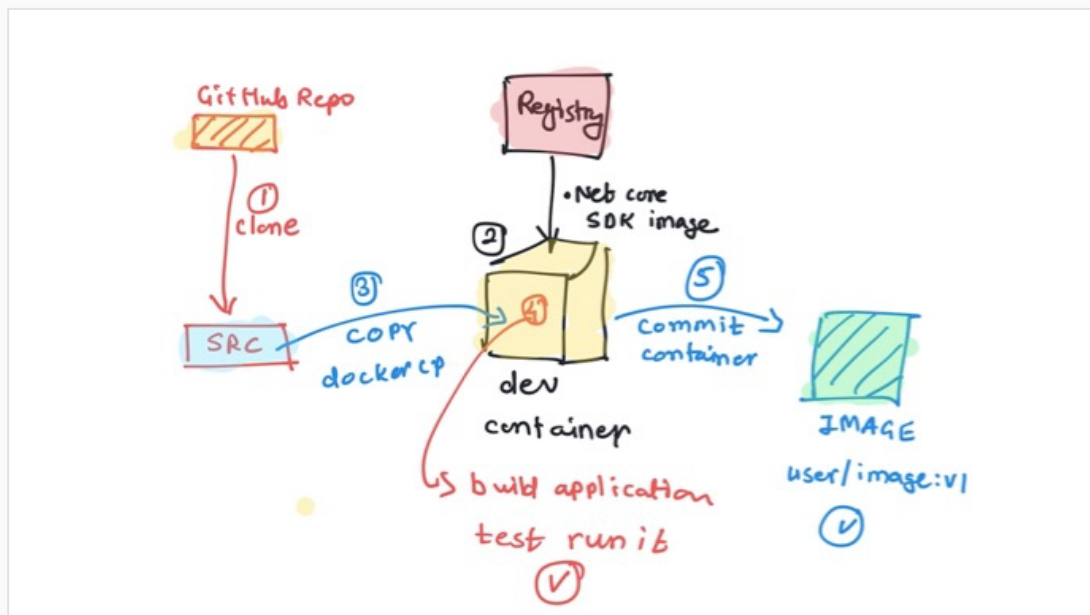 GitHub Repo
Registry
1
clone
.Net core
SDK image
2
3
copy
docker cp
SRC
4
dev
container
5
commit
container
IMAGE
user/image:v1
build application
test run it